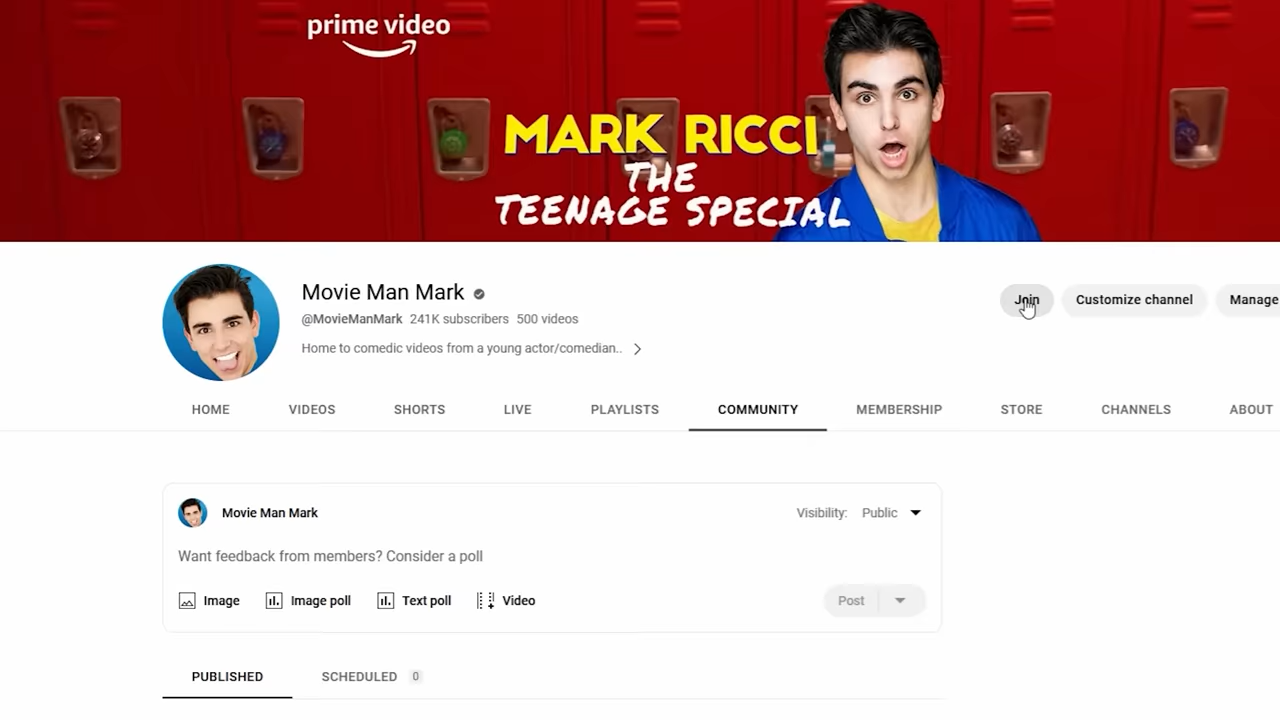 prime video
MARK RICCI
THE
TEENAGE SPECIAL
Movie Man Mark
@MovieManMark 241K subscribers 500 videos
Home to comedic videos from a young actor/comedian..
Join Customize channel Manage
HOME VIDEOS SHORTS LIVE PLAYLISTS COMMUNITY MEMBERSHIP STORE CHANNELS ABOUT
Movie Man Mark Visibility: Public
Want feedback from members? Consider a poll
Image Image poll Text poll Video Post
PUBLISHED SCHEDULED 0